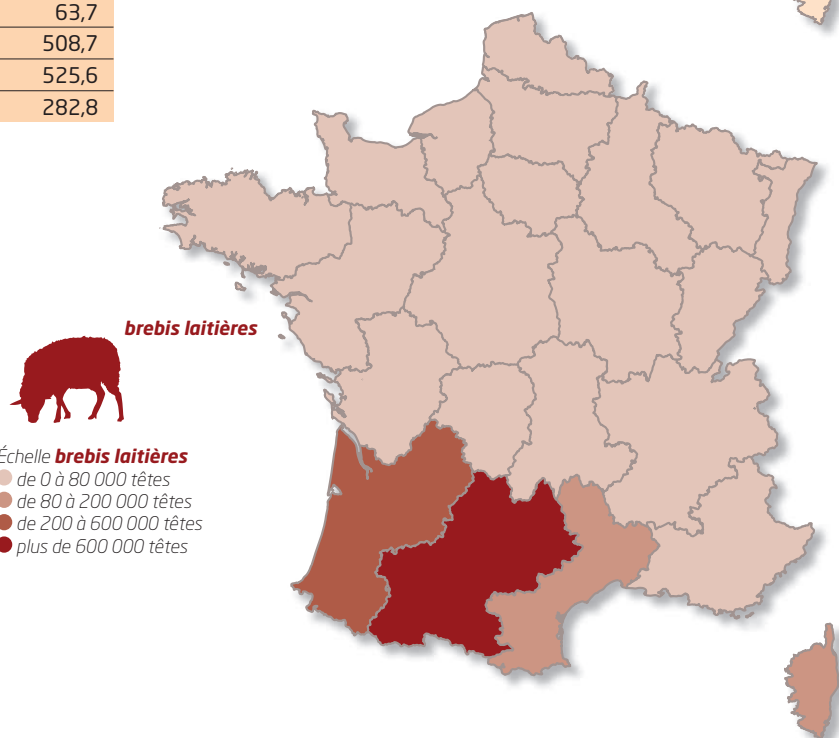 63,7
508,7
525,6
282,8
brebis laitières
Échelle brebis laitières
de 0 à 80 000 têtes
de 80 à 200 000 têtes
de 200 à 600 000 têtes
plus de 600 000 têtes